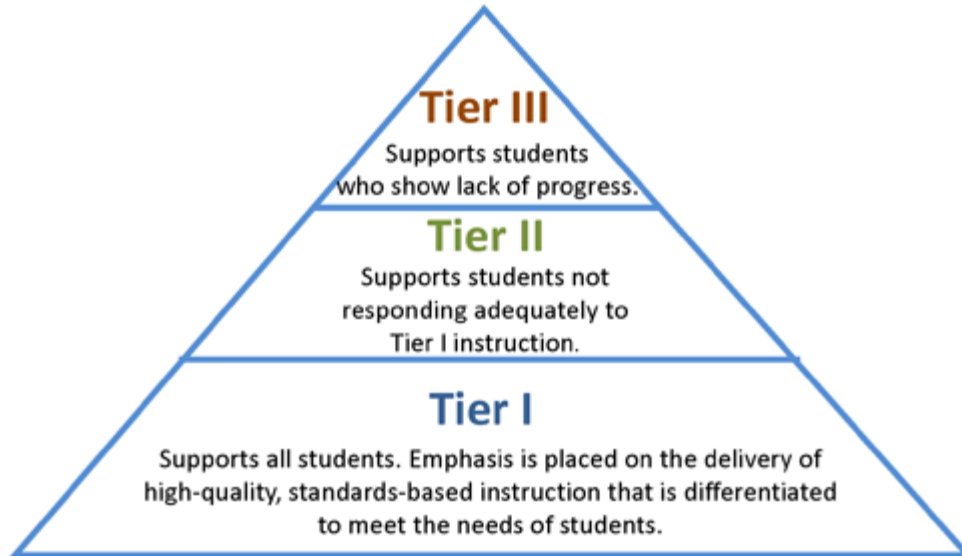 Tier III
Supports students
who show lack of progress.
Tier II
Supports students not
responding adequately to
Tier I instruction.
Tier I
Supports all students. Emphasis is placed on the delivery of
high-quality, standards-based instruction that is differentiated
to meet the needs of students.